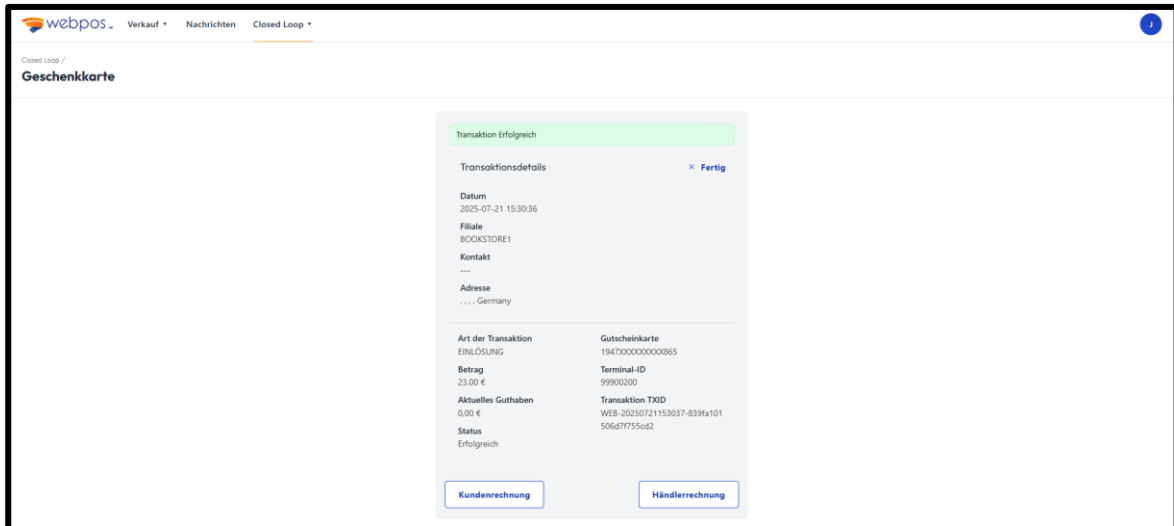 webpos Verkauf Nachrichten Closed Loop J
Closed Loop /
Geschenkkarte
Transaktion Erfolgreich
Transaktionsdetails × Fertig
Datum
2025-07-21 15:30:36
Filiale
BOOKSTORE1
Kontakt
---
Adresse
, , , , Germany
Art der Transaktion
EINLÖSUNG
Betrag
23,00 €
Aktuelles Guthaben
0,00 €
Status
Erfolgreich
Gutscheinkarte
1947XXXXXXXXX865
Terminal-ID
99900200
Transaktion TXID
WEB-20250721153037-839fa101
506d7f755cd2
Kundenrechnung Händlerrechnung